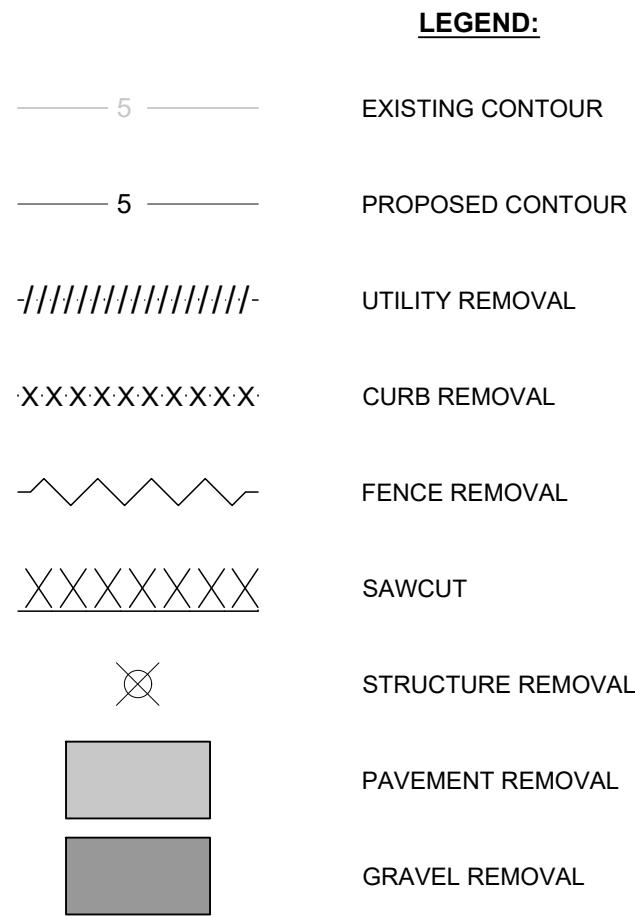 LEGEND:
5 EXISTING CONTOUR
5 PROPOSED CONTOUR
UTILITY REMOVAL
X X X X X X X X X X CURB REMOVAL
FENCE REMOVAL
SAWCUT
STRUCTURE REMOVAL
PAVEMENT REMOVAL
GRAVEL REMOVAL